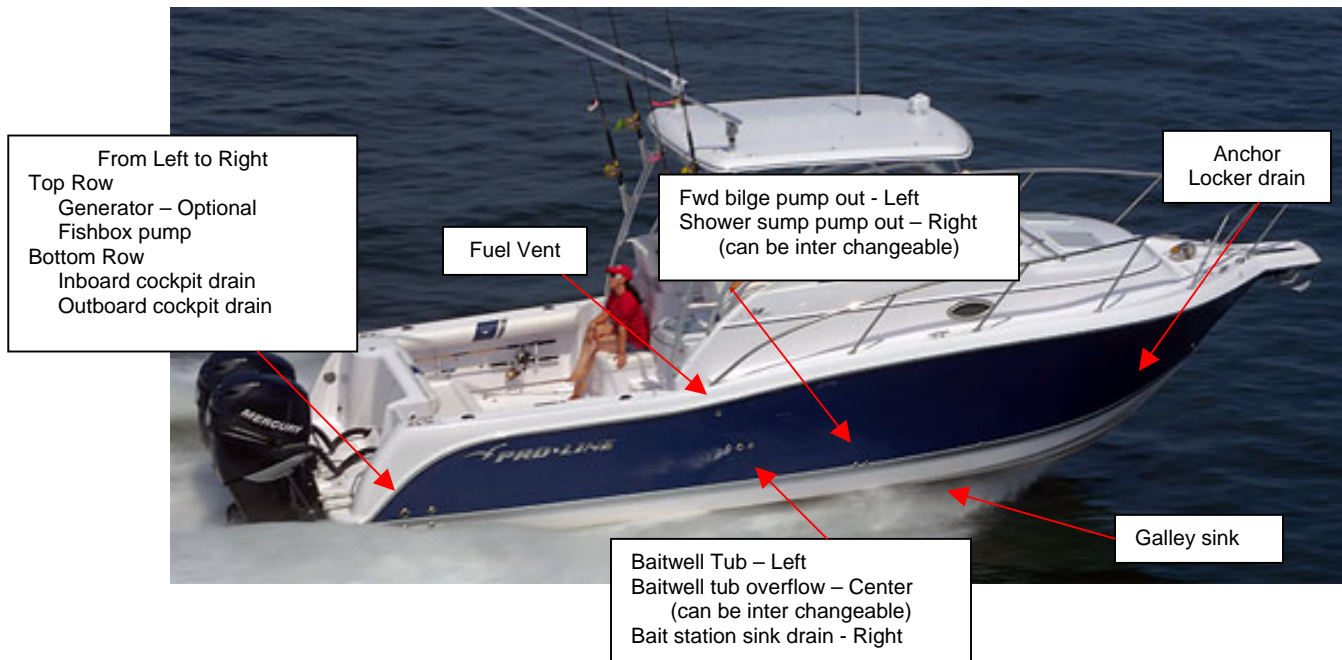 From Left to Right
Top Row
Generator – Optional
Fishbox pump
Bottom Row
Inboard cockpit drain
Outboard cockpit drain
Fuel Vent
Fwd bilge pump out - Left
Shower sump pump out – Right
(can be inter changeable)
Anchor
Locker drain
MERCURY
PRO-LINE
Baitwell Tub – Left
Baitwell tub overflow – Center
(can be inter changeable)
Bait station sink drain - Right
Galley sink